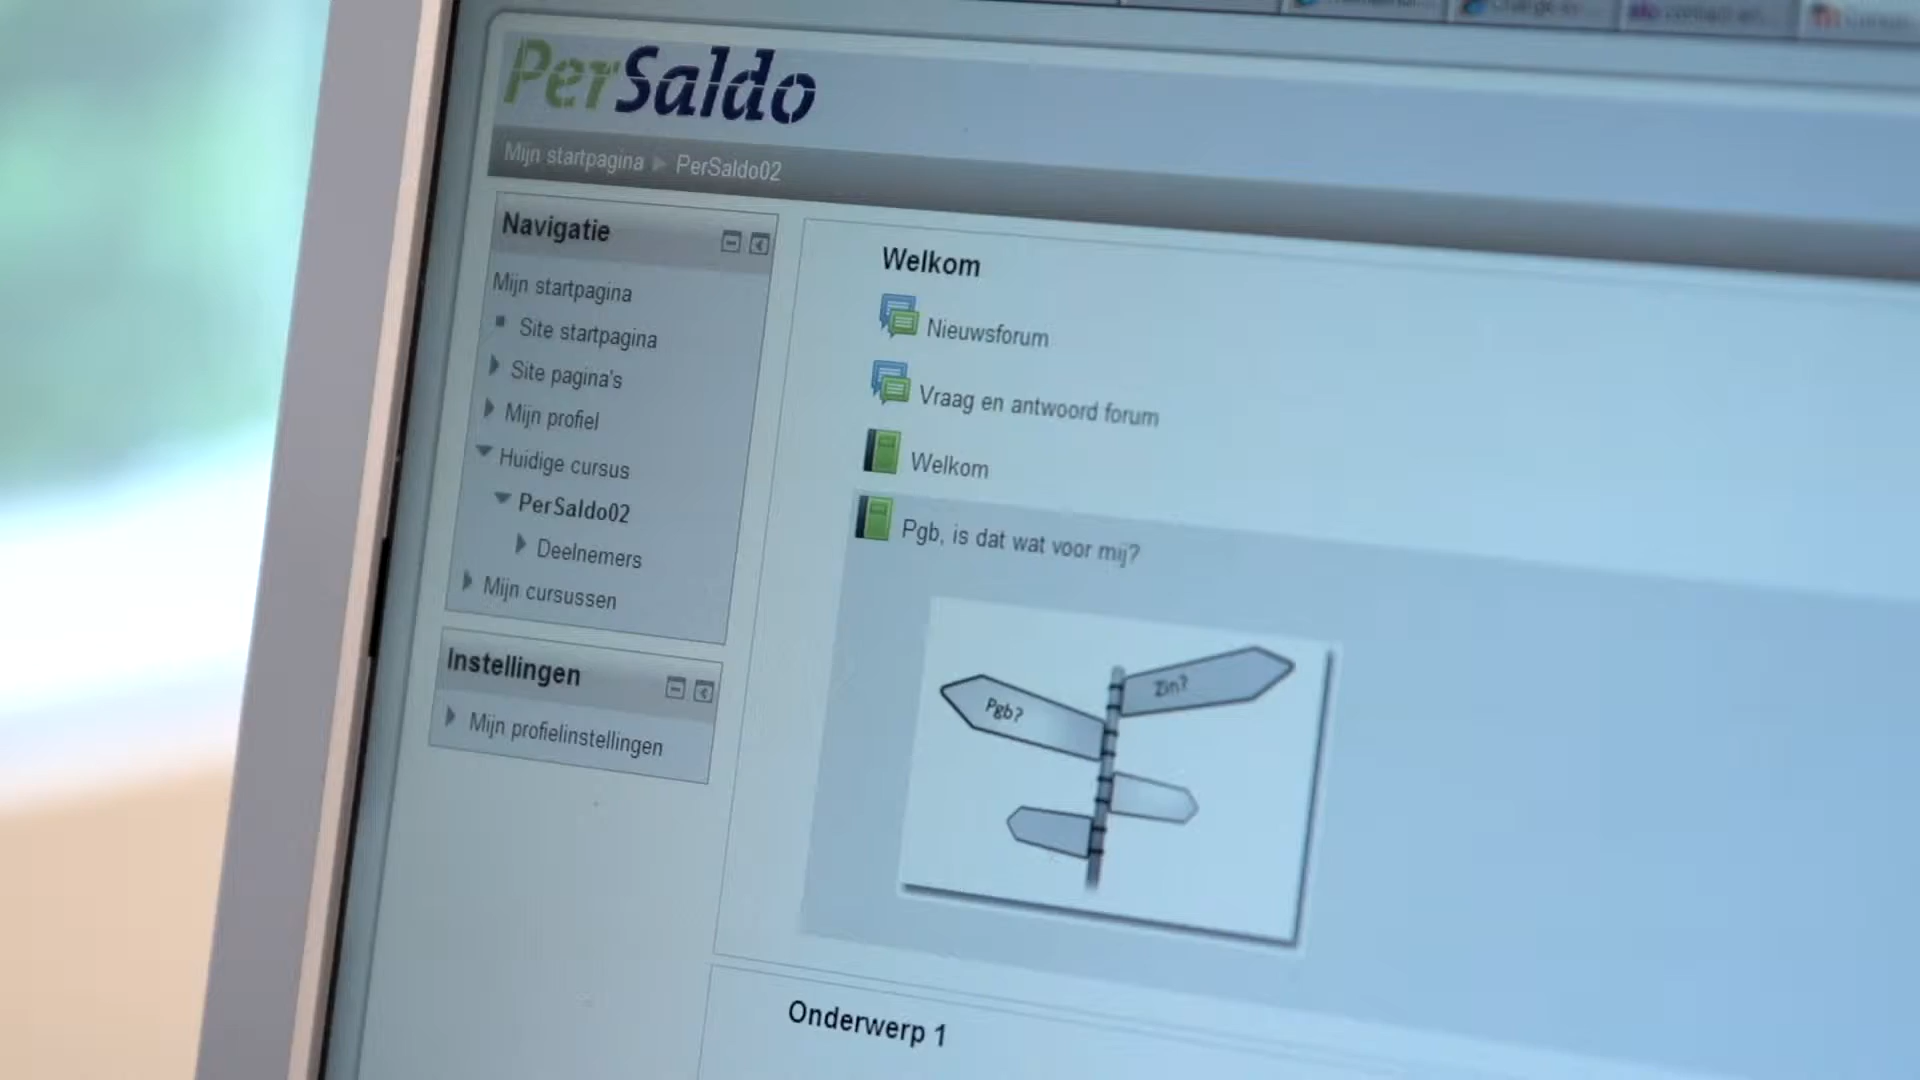 PerSaldo
Mijn startpagina ► PerSaldo02
Navigatie
Mijn startpagina
Site startpagina
Site pagina's
Mijn profiel
Huidige cursus
PerSaldo02
Deelnemers
Mijn cursussen
Instellingen
Mijn profielinstellingen
Welkom
Nieuwsforum
Vraag en antwoord forum
Welkom
Pgb, is dat wat voor mij?
Pgb?
Zin?
Onderwerp 1